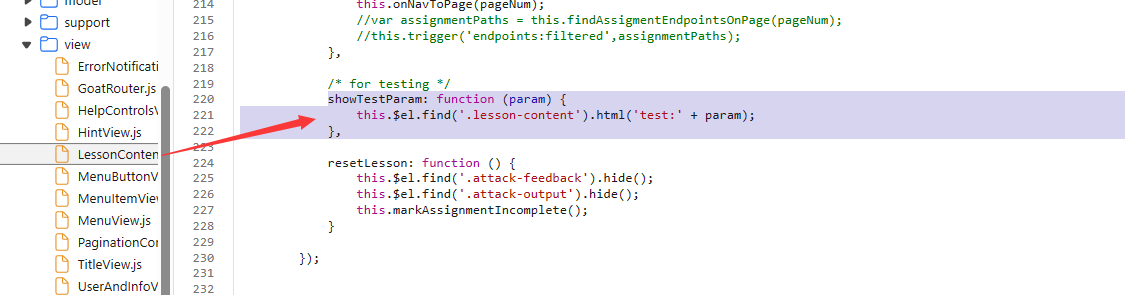 model
support
view
ErrorNotificati
GoatRouter.js
HelpControlsV
HintView.js
LessonConten
MenuButtonV
MenuItemViev
MenuView.js
PaginationCor
TitleView.js
UserAndInfoV
214 this.onNavToPage(pageNum);
215 //var assignmentPaths = this.findAssigmentEndpointsOnPage(pageNum);
216 //this.trigger('endpoints:filtered',assignmentPaths);
217 },
218
219 /* for testing */
220 showTestParam: function (param) {
221 this.$el.find('.lesson-content').html('test:' + param);
222 },
223
224 resetLesson: function () {
225 this.$el.find('.attack-feedback').hide();
226 this.$el.find('.attack-output').hide();
227 this.markAssignmentIncomplete();
228 }
229
230 });
231
232